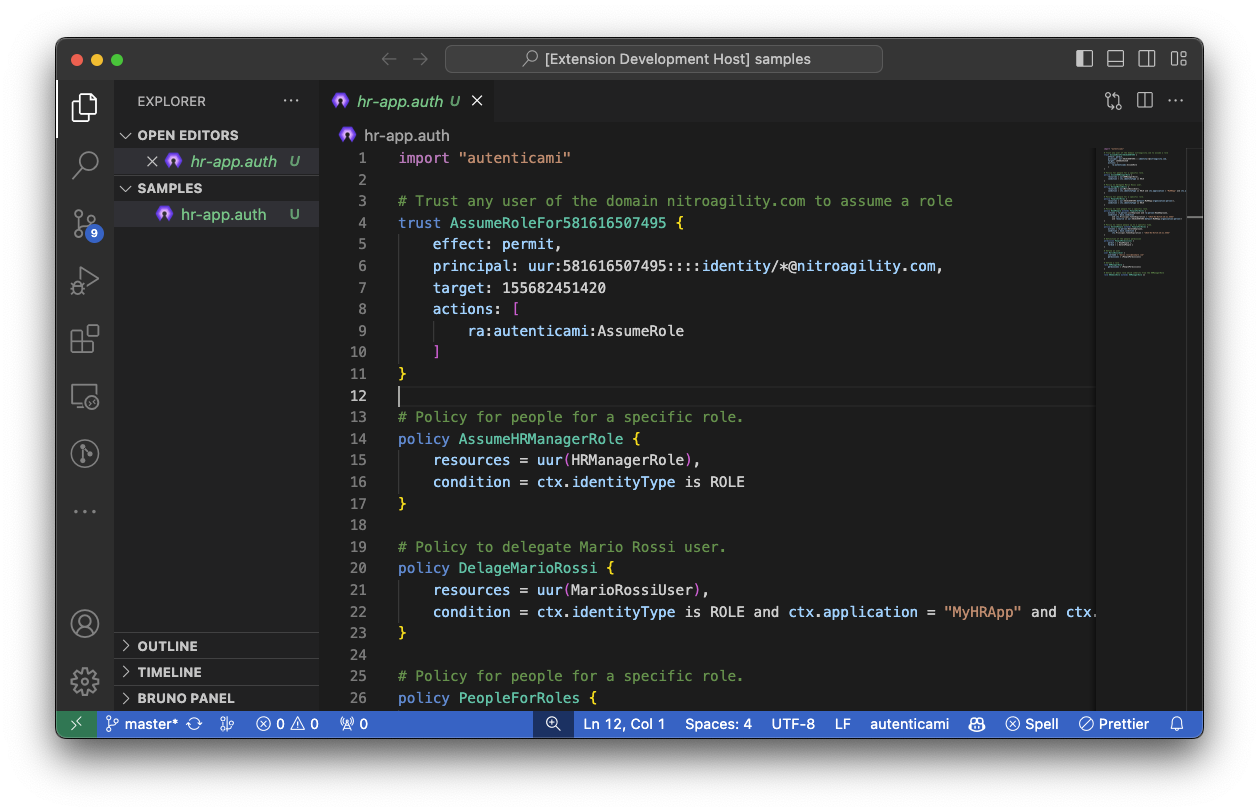 [Extension Development Host] samples
EXPLORER
OPEN EDITORS
hr-app.auth U
SAMPLES
hr-app.auth U
9
OUTLINE
TIMELINE
BRUNO PANEL
hr-app.auth U
hr-app.auth
1 import "autenticami"
2
3 # Trust any user of the domain nitroagility.com to assume a role
4 trust AssumeRoleFor581616507495 {
5 effect: permit,
6 principal: uur:581616507495::::identity/*@nitroagility.com,
7 target: 155682451420
8 actions: [
9 ra:autenticami:AssumeRole
10 ]
11 }
12
13 # Policy for people for a specific role.
14 policy AssumeHRManagerRole {
15 resources = uur(HRManagerRole),
16 condition = ctx.identityType is ROLE
17 }
18
19 # Policy to delegate Mario Rossi user.
20 policy DelageMarioRossi {
21 resources = uur(MarioRossiUser),
22 condition = ctx.identityType is ROLE and ctx.application = "MyHRApp" and ctx.
23 }
24
25 # Policy for people for a specific role.
26 policy PeopleForRoles {
master* 0 0 0 Ln 12, Col 1 Spaces: 4 UTF-8 LF autenticami Spell Prettier